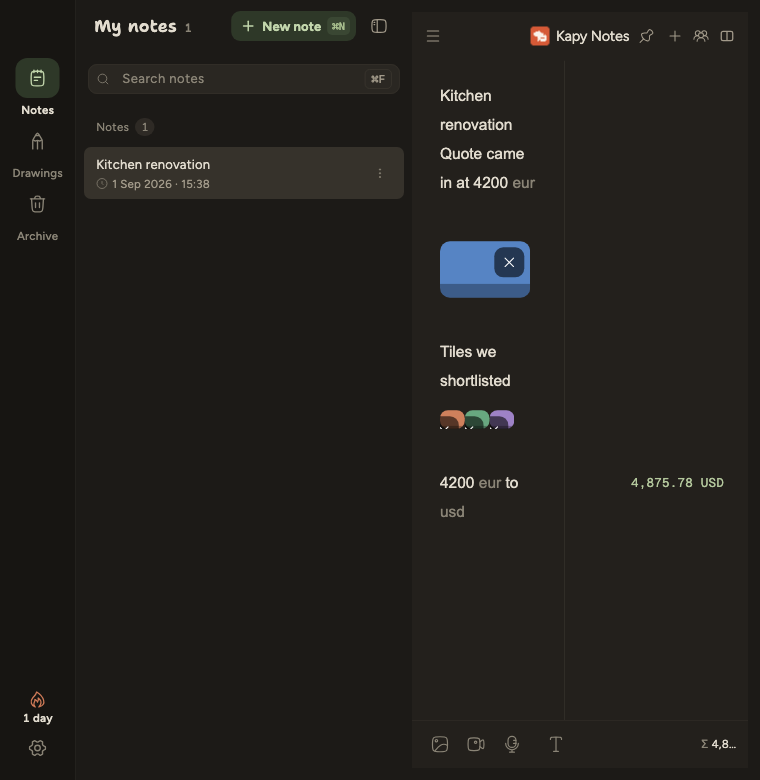 My notes 1
New note ⌘N
Search notes ⌘F
Notes
Drawings
Archive
1 day
Notes 1
Kitchen renovation
1 Sep 2026 · 15:38
Kapy Notes
Kitchen
renovation
Quote came
in at 4200 eur
Tiles we
shortlisted
4200 eur to
usd
4,875.78 USD
Σ 4,8…